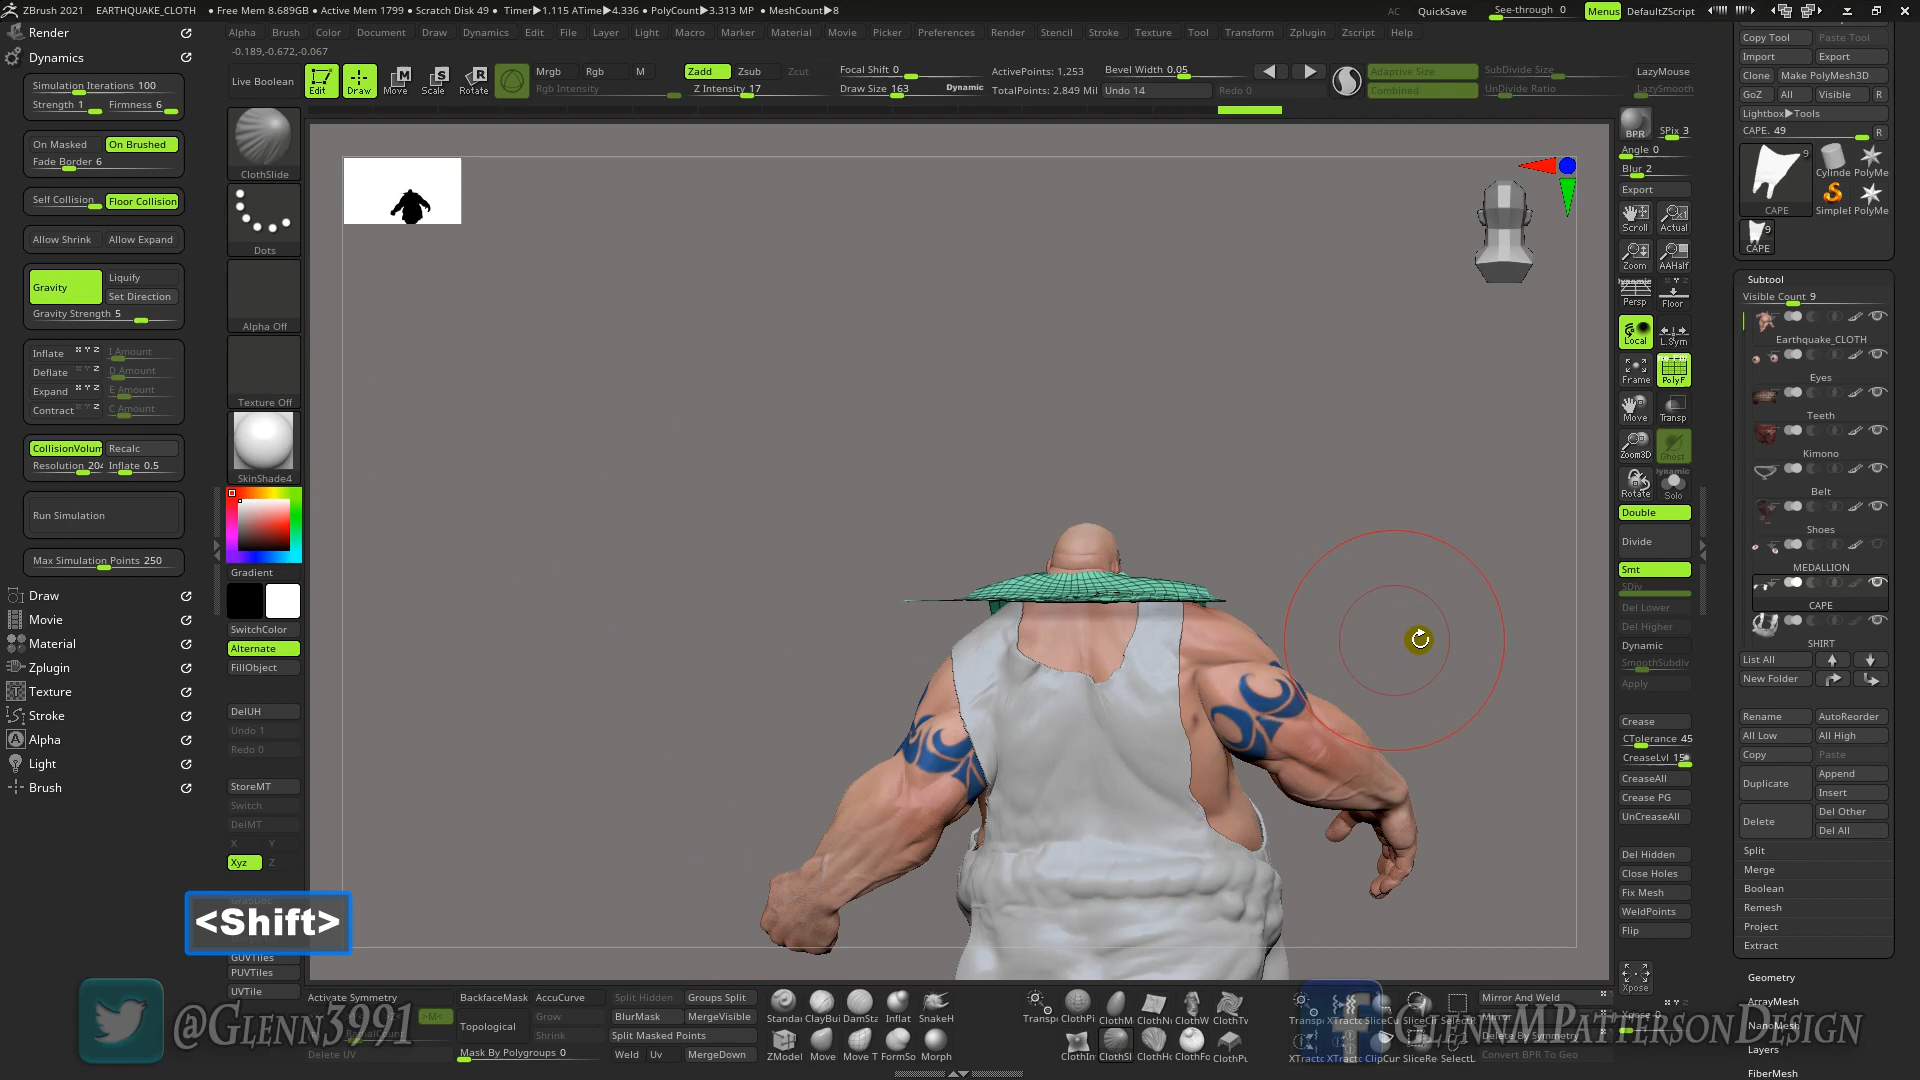 ZBrush 2021 EARTHQUAKE_CLOTH • Free Mem 8.689GB • Active Mem 1799 • Scratch Disk 49 • Timer▶1.115 ATime▶4.336 • PolyCount▶3.313 MP • MeshCount▶8 AC QuickSave See-through 0 Menus DefaultZScript
Alpha Brush Color Document Draw Dynamics Edit File Layer Light Macro Marker Material Movie Picker Preferences Render Stencil Stroke Texture Tool Transform Zplugin Zscript Help
-0.189,-0.672,-0.067
Render
Dynamics
Simulation Iterations 100
Strength 1 Firmness 6
On Masked On Brushed
Fade Border 6
Self Collision Floor Collision
Allow Shrink Allow Expand
Gravity Liquify
Set Direction
Gravity Strength 5
Inflate I Amount
Deflate D Amount
Expand E Amount
Contract C Amount
CollisionVolum Recalc
Resolution 204 Inflate 0.5
Run Simulation
Max Simulation Points 250
Draw
Movie
Material
Zplugin
Texture
Stroke
Alpha
Light
Brush
Live Boolean Edit Draw Move Scale Rotate
Mrgb Rgb M
Rgb Intensity
Zadd Zsub Zcut
Z Intensity 17
Focal Shift 0
Draw Size 163 Dynamic
ActivePoints: 1,253
TotalPoints: 2.849 Mil
Bevel Width 0.05
Undo 14 Redo 0
Adaptive Size
Combined
SubDivide Size
UnDivide Ratio
LazyMouse
LazySmooth
ClothSlide
Dots
Alpha Off
Texture Off
SkinShade4
Gradient
SwitchColor
Alternate
FillObject
DelUH
Undo 1
Redo 0
StoreMT
Switch
DelMT
X Y
Xyz Z
<Shift>
GUVTiles
PUVTiles
UVTile
BPR SPix 3
Angle 0
Blur 2
Export
Scroll Actual
Zoom AAHalf
Dynamic
Persp Floor
Local L.Sym
Frame PolyF
Move Transp
Zoom3D Ghost
Dynamic
Rotate Solo
Double
Divide
Smt
SDiv
Del Lower
Del Higher
Dynamic
SmoothSubdiv
Apply
Crease
CTolerance 45
CreaseLvl 15
CreaseAll
Crease PG
UnCreaseAll
Del Hidden
Close Holes
Fix Mesh
WeldPoints
Flip
Xpose
Copy Tool Paste Tool
Import Export
Clone Make PolyMesh3D
GoZ All Visible R
Lightbox▶Tools
CAPE. 49 R
9
CAPE Cylinde PolyMe
Simplel PolyMe
9
CAPE
Subtool
Visible Count 9
Earthquake_CLOTH
Eyes
Teeth
Kimono
Belt
Shoes
MEDALLION
CAPE
SHIRT
List All
New Folder
Rename AutoReorder
All Low All High
Copy Paste
Duplicate Append
Insert
Delete Del Other
Del All
Split
Merge
Boolean
Remesh
Project
Extract
Geometry
ArrayMesh
NanoMesh
Layers
FiberMesh
@Glenn3991
Activate Symmetry
>M<
Delete UV
BackfaceMask AccuCurve
Topological Grow
Shrink
Mask By Polygroups 0
Split Hidden Groups Split
BlurMask MergeVisible
Split Masked Points
Weld Uv MergeDown
Standar ClayBui DamSta Inflat SnakeH
ZModel Move Move T FormSo Morph
Transp ClothPi ClothM ClothNu ClothW ClothTw
ClothIn ClothSl ClothHo ClothFo ClothPu
XTract SliceCu SelectR
XTracto ClipCur SliceRe SelectL
Mirror And Weld
Mirror
Delete By Symmetry
Convert BPR To Geo
Xpose 0
GlennMPattersonDesign